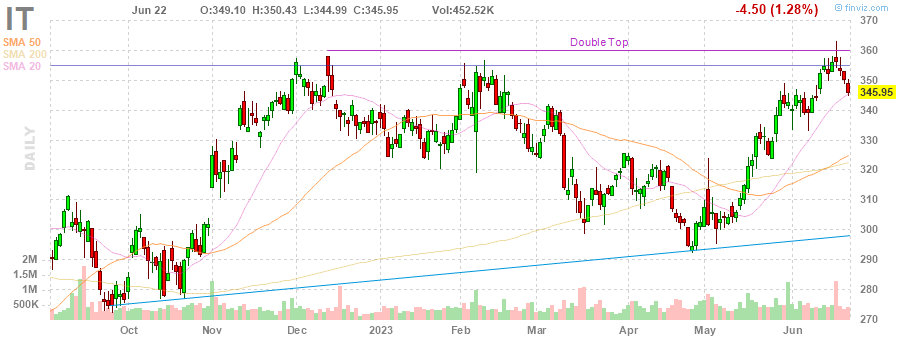 IT Jun 22 O:349.10 H:350.43 L:344.99 C:345.95 Vol:452.52K -4.50 (1.28%) © finviz.com
SMA 50
SMA 200
SMA 20
DAILY
Double Top
370
360
350
345.95
340
330
320
310
300
290
280
270
2M
1.5M
1M
500K
Oct Nov Dec 2023 Feb Mar Apr May Jun